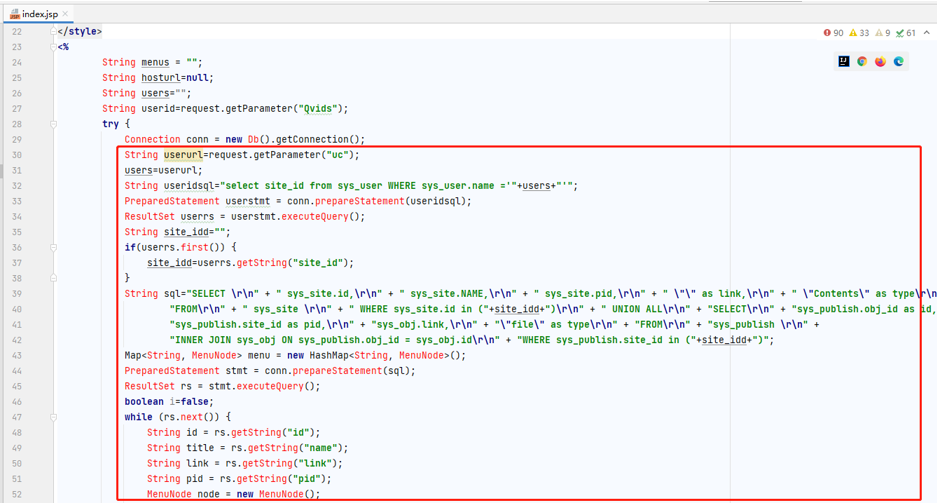 index.jsp
90 33 9 61
22 </style>
23 <%
24 String menus = "";
25 String hosturl=null;
26 String users="";
27 String userid=request.getParameter("Qvids");
28 try {
29 Connection conn = new Db().getConnection();
30 String userurl=request.getParameter("uc");
31 users=userurl;
32 String useridsql="select site_id from sys_user WHERE sys_user.name ='"+users+"'";
33 PreparedStatement userstmt = conn.prepareStatement(useridsql);
34 ResultSet userrs = userstmt.executeQuery();
35 String site_idd="";
36 if(userrs.first()) {
37 site_idd=userrs.getString("site_id");
38 }
39 String sql="SELECT \r\n" + " sys_site.id,\r\n" + " sys_site.NAME,\r\n" + " sys_site.pid,\r\n" + " \"\" as link,\r\n" + " \"Contents\" as type\r\n
40 "FROM\r\n" + " sys_site \r\n" + " WHERE sys_site.id in ("+site_idd+")\r\n" + " UNION ALL\r\n" + "SELECT\r\n" + "sys_publish.obj_id as id,
41 "sys_publish.site_id as pid,\r\n" + "sys_obj.link,\r\n" + "\"file\" as type\r\n" + "FROM\r\n" + "sys_publish \r\n" +
42 "INNER JOIN sys_obj ON sys_publish.obj_id = sys_obj.id\r\n" + "WHERE sys_publish.site_id in ("+site_idd+")";
43 Map<String, MenuNode> menu = new HashMap<String, MenuNode>();
44 PreparedStatement stmt = conn.prepareStatement(sql);
45 ResultSet rs = stmt.executeQuery();
46 boolean i=false;
47 while (rs.next()) {
48 String id = rs.getString("id");
49 String title = rs.getString("name");
50 String link = rs.getString("link");
51 String pid = rs.getString("pid");
52 MenuNode node = new MenuNode();